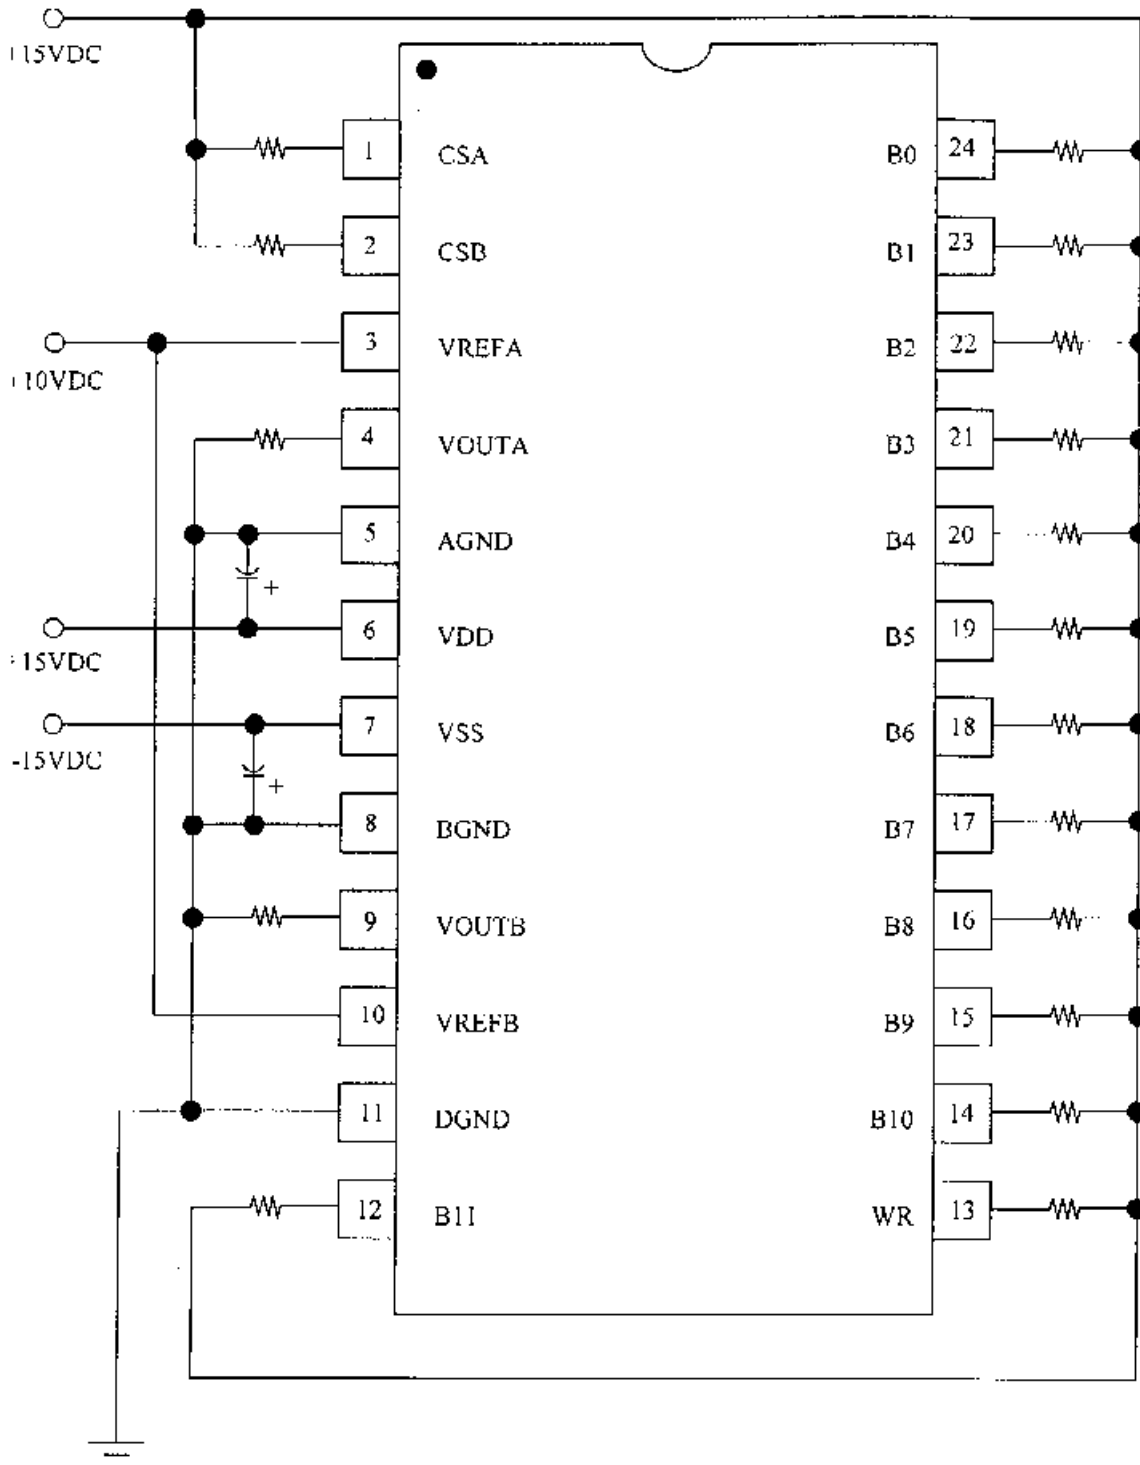 +15VDC
1 CSA B0 24
2 CSB B1 23
3 VREFA B2 22
+10VDC
4 VOUTA B3 21
5 AGND B4 20
+
6 VDD B5 19
+15VDC
7 VSS B6 18
-15VDC
+
8 BGND B7 17
9 VOUTB B8 16
10 VREFB B9 15
11 DGND B10 14
12 B11 WR 13